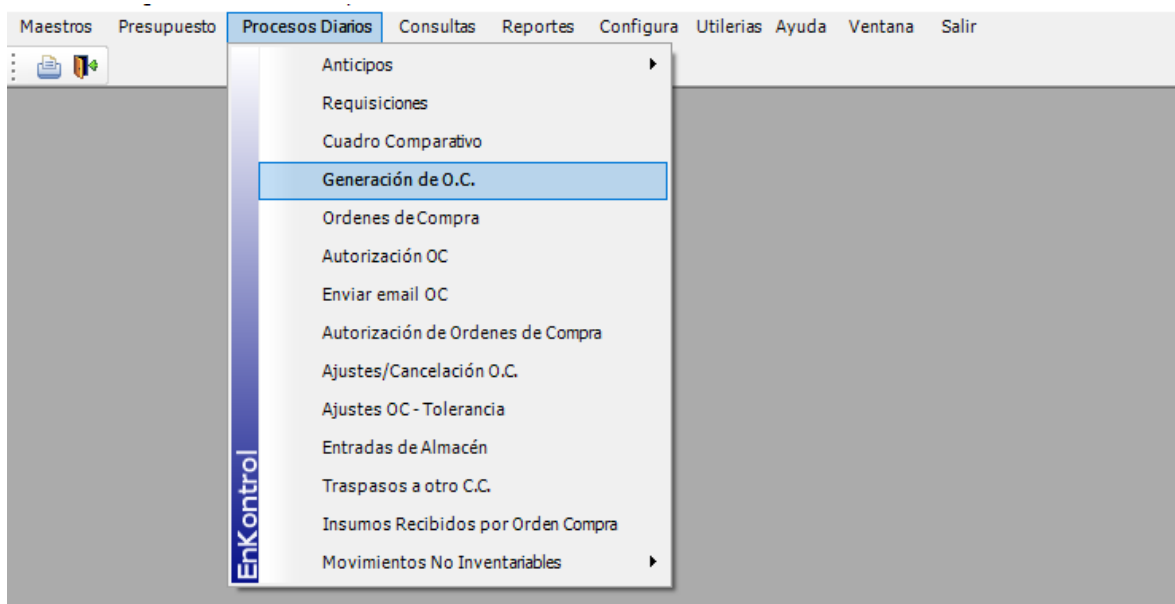 Maestros Presupuesto Procesos Diarios Consultas Reportes Configura Utilerias Ayuda Ventana Salir
Anticipos
Requisiciones
Cuadro Comparativo
Generación de O.C.
Ordenes de Compra
Autorización OC
Enviar email OC
Autorización de Ordenes de Compra
Ajustes/Cancelación O.C.
Ajustes OC - Tolerancia
Entradas de Almacén
Traspasos a otro C.C.
Insumos Recibidos por Orden Compra
Movimientos No Inventariables
EnKontrol